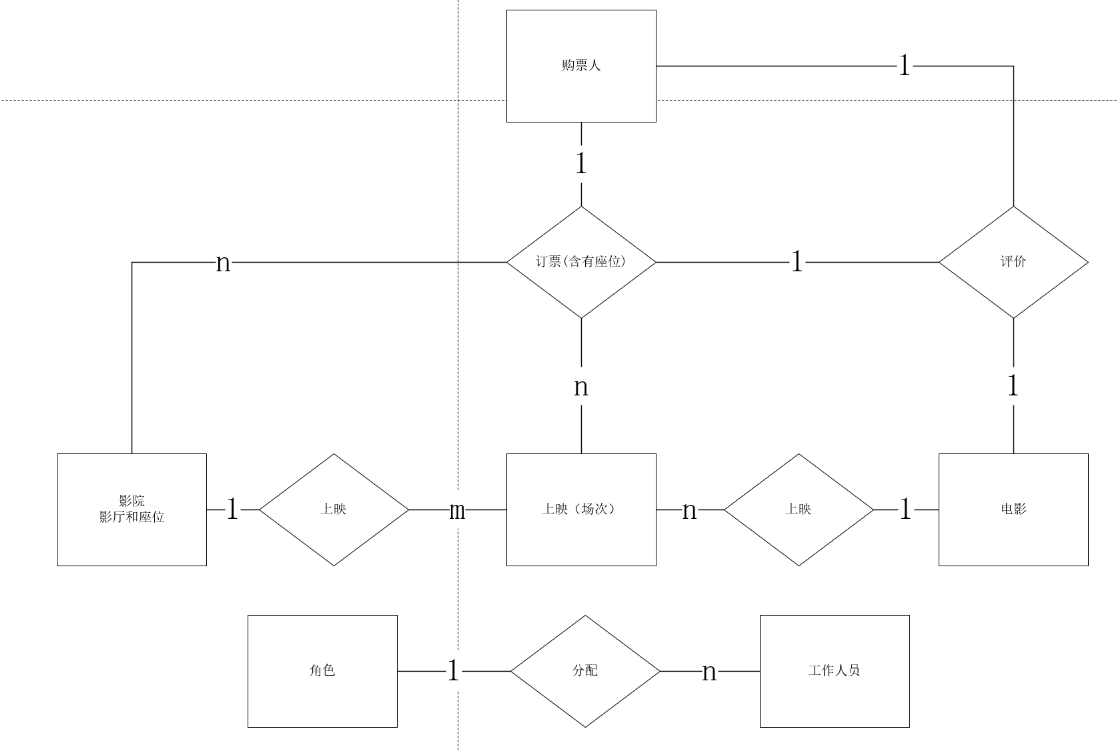 购票人
1
1
订票(含有座位)
n
1
评价
n
1
影院
影厅和座位
1
上映
m
上映（场次）
n
上映
1
电影
角色
1
分配
n
工作人员